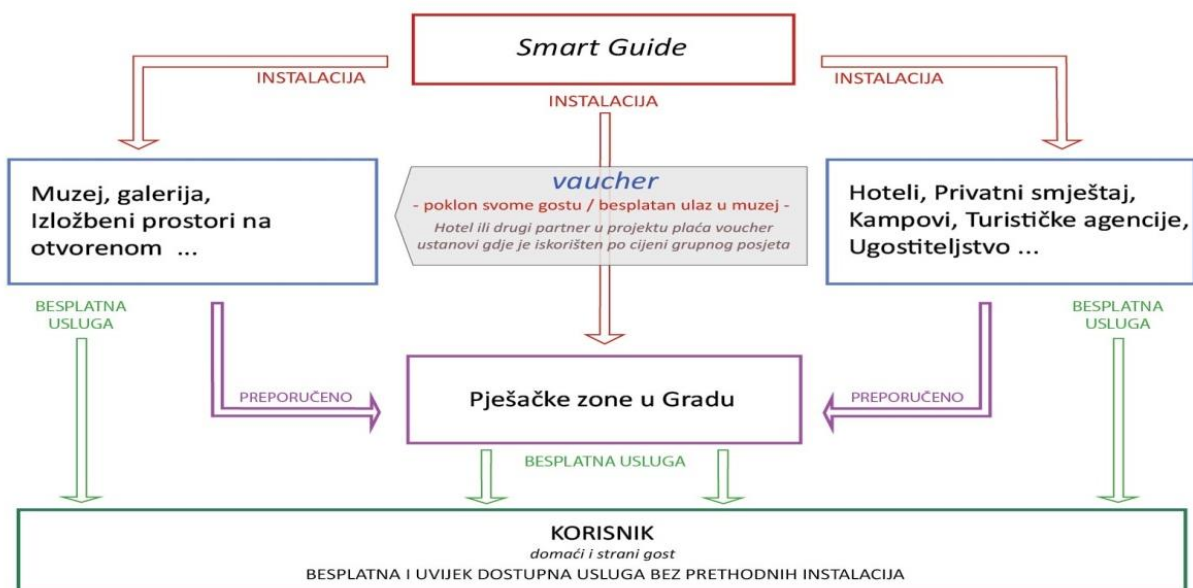 Smart Guide
INSTALACIJA
INSTALACIJA
INSTALACIJA
Muzej, galerija,
Izložbeni prostori na
otvorenom ...
vaucher
- poklon svome gostu / besplatan ulaz u muzej -
Hotel ili drugi partner u projektu plaća voucher
ustanovi gdje je iskorišten po cijeni grupnog posjeta
Hoteli, Privatni smještaj,
Kampovi, Turističke agencije,
Ugostiteljstvo ...
BESPLATNA
USLUGA
BESPLATNA
USLUGA
PREPORUČENO
Pješačke zone u Gradu
PREPORUČENO
BESPLATNA USLUGA
KORISNIK
domaći i strani gost
BESPLATNA I UVIJEK DOSTUPNA USLUGA BEZ PRETHODNIH INSTALACIJA